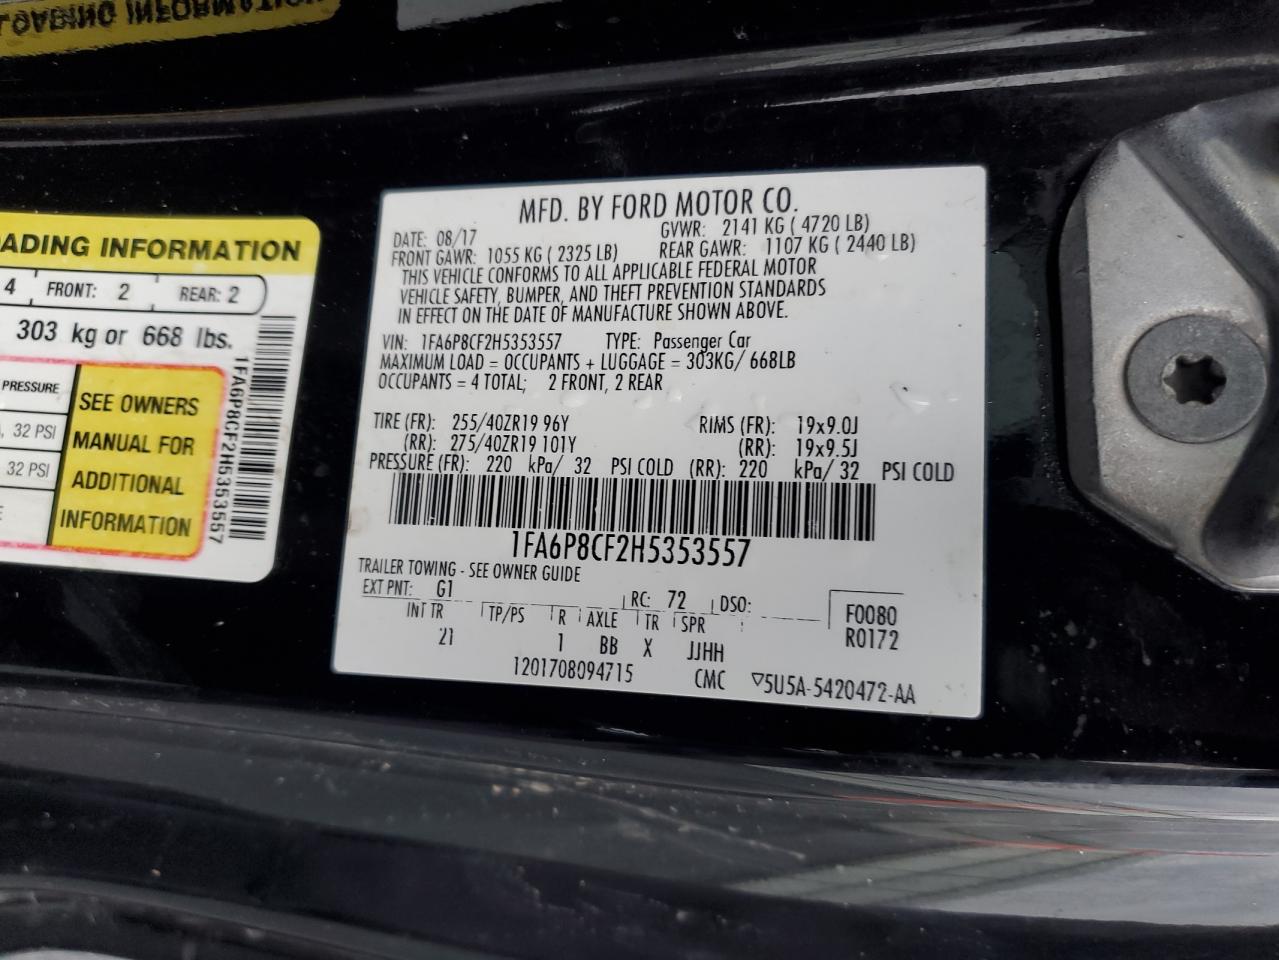 LOADING INFORMATION
OADING INFORMATION
4 FRONT: 2 REAR: 2
303 kg or 668 lbs.
PRESSURE
32 PSI
32 PSI
SEE OWNERS
MANUAL FOR
ADDITIONAL
INFORMATION
1FA6P8CF2H5353557
MFD. BY FORD MOTOR CO.
DATE: 08/17 GVWR: 2141 KG ( 4720 LB)
FRONT GAWR: 1055 KG ( 2325 LB) REAR GAWR: 1107 KG ( 2440 LB)
THIS VEHICLE CONFORMS TO ALL APPLICABLE FEDERAL MOTOR
VEHICLE SAFETY, BUMPER, AND THEFT PREVENTION STANDARDS
IN EFFECT ON THE DATE OF MANUFACTURE SHOWN ABOVE.
VIN: 1FA6P8CF2H5353557 TYPE: Passenger Car
MAXIMUM LOAD = OCCUPANTS + LUGGAGE = 303KG/ 668LB
OCCUPANTS = 4 TOTAL; 2 FRONT, 2 REAR
TIRE (FR): 255/40ZR19 96Y RIMS (FR): 19x9.0J
(RR): 275/40ZR19 101Y (RR): 19x9.5J
PRESSURE (FR): 220 kPa/ 32 PSI COLD (RR): 220 kPa/ 32 PSI COLD
1FA6P8CF2H5353557
TRAILER TOWING - SEE OWNER GUIDE
EXT PNT: G1 RC: 72 DSO: F0080
INT TR TP/PS R AXLE TR SPR R0172
21 1 BB X JJHH
1201708094715 CMC ▽5U5A-5420472-AA